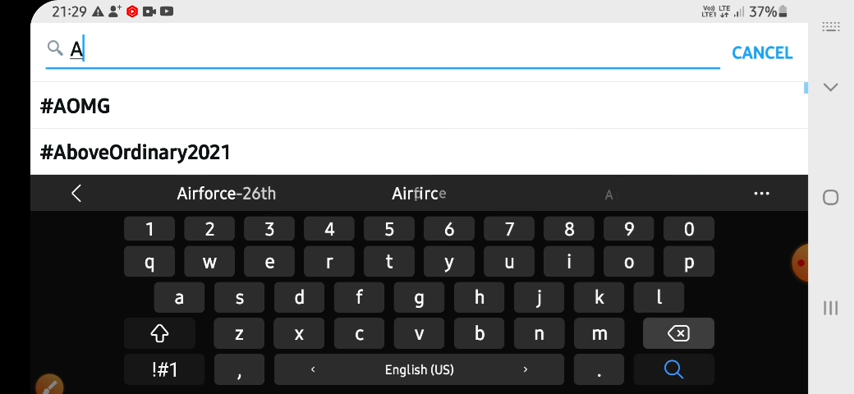 21:29 37%
A CANCEL
#AOMG
#AboveOrdinary2021
Airforce-26th A
1 2 3 4 5 6 7 8 9 0
q w e r t y u i o p
a s d f g h j k l
z x c v b n m
!#1 , English (US) .